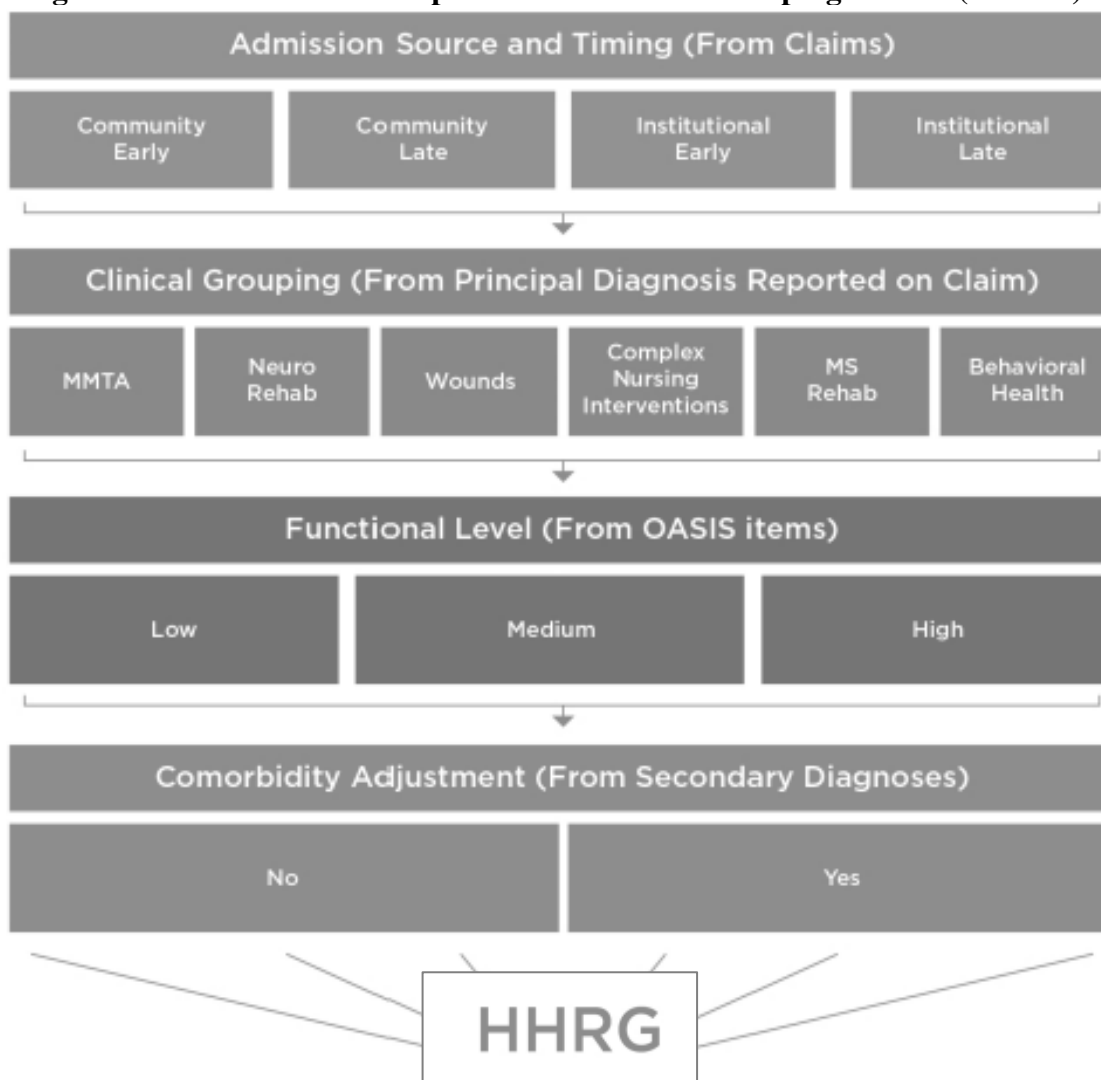 Admission Source and Timing (From Claims)
Community
Early
Community
Late
Institutional
Early
Institutional
Late
Clinical Grouping (From Principal Diagnosis Reported on Claim)
MMTA
Neuro
Rehab
Wounds
Complex
Nursing
Interventions
MS
Rehab
Behavioral
Health
Functional Level (From OASIS items)
Low
Medium
High
Comorbidity Adjustment (From Secondary Diagnoses)
No
Yes
HHRG